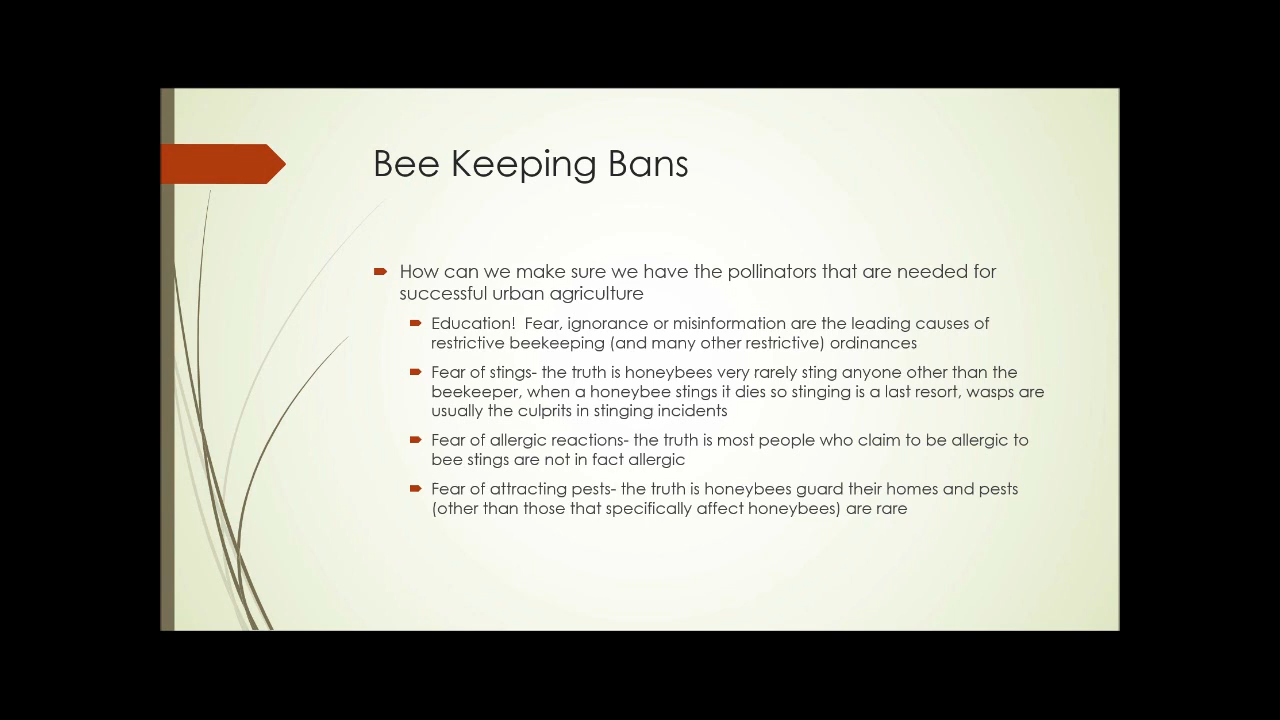 Bee Keeping Bans
How can we make sure we have the pollinators that are needed for
successful urban agriculture
Education!  Fear, ignorance or misinformation are the leading causes of
restrictive beekeeping (and many other restrictive) ordinances
Fear of stings- the truth is honeybees very rarely sting anyone other than the
beekeeper, when a honeybee stings it dies so stinging is a last resort, wasps are
usually the culprits in stinging incidents
Fear of allergic reactions- the truth is most people who claim to be allergic to
bee stings are not in fact allergic
Fear of attracting pests- the truth is honeybees guard their homes and pests
(other than those that specifically affect honeybees) are rare